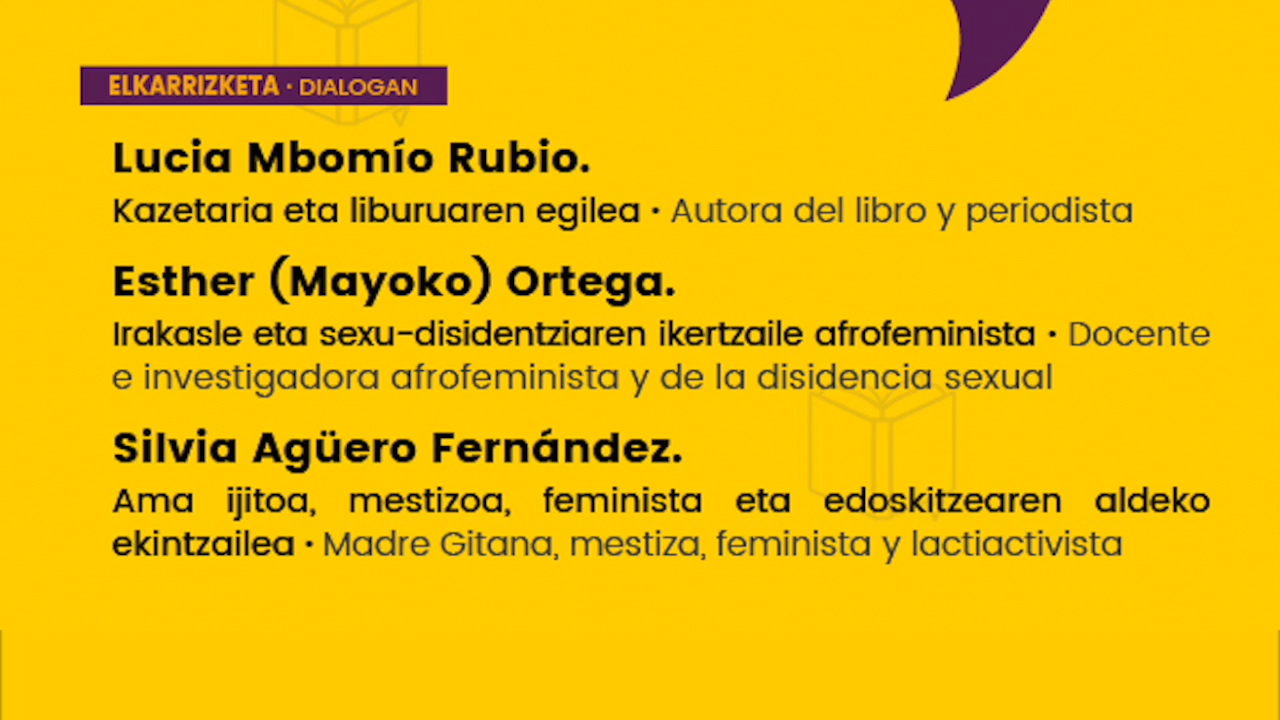 ELKARRIZKETA · DIALOGAN
Lucia Mbomío Rubio.
Kazetaria eta liburuaren egilea · Autora del libro y periodista
Esther (Mayoko) Ortega.
Irakasle eta sexu-disidentziaren ikertzaile afrofeminista · Docente
e investigadora afrofeminista y de la disidencia sexual
Silvia Agüero Fernández.
Ama ijitoa, mestizoa, feminista eta edoskitzearen aldeko
ekintzailea · Madre Gitana, mestiza, feminista y lactiactivista